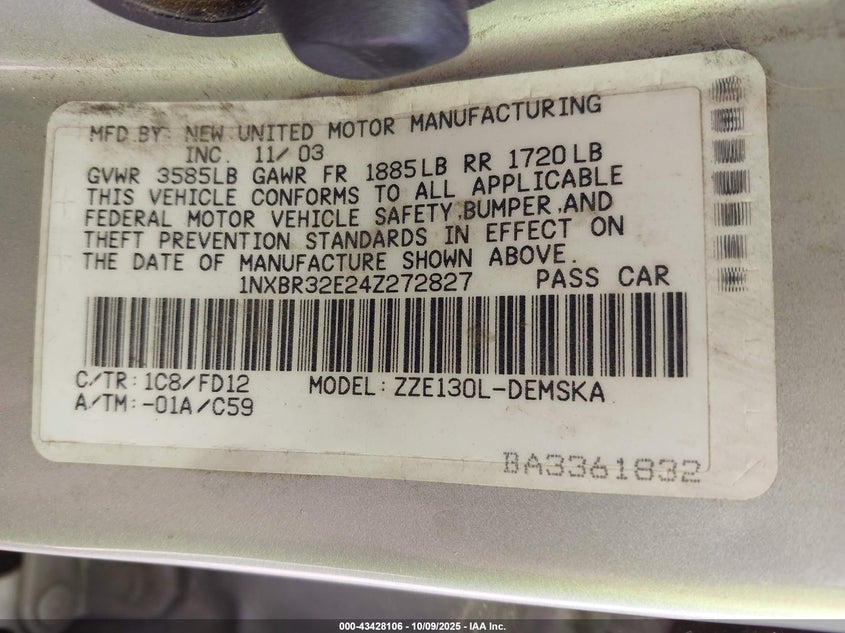 MFD.BY: NEW UNITED MOTOR MANUFACTURING
INC. 11/03
GVWR 3585LB GAWR FR 1885LB RR 1720LB
THIS VEHICLE CONFORMS TO ALL APPLICABLE
FEDERAL MOTOR VEHICLE SAFETY,BUMPER,AND
THEFT PREVENTION STANDARDS IN EFFECT ON
THE DATE OF MANUFACTURE SHOWN ABOVE.
1NXBR32E24Z272827 PASS CAR
C/TR:1C8/FD12 MODEL:ZZE130L-DEMSKA
A/TM:-01A/C59
BA3361832
000-43428106 - 10/09/2025 - IAA Inc.